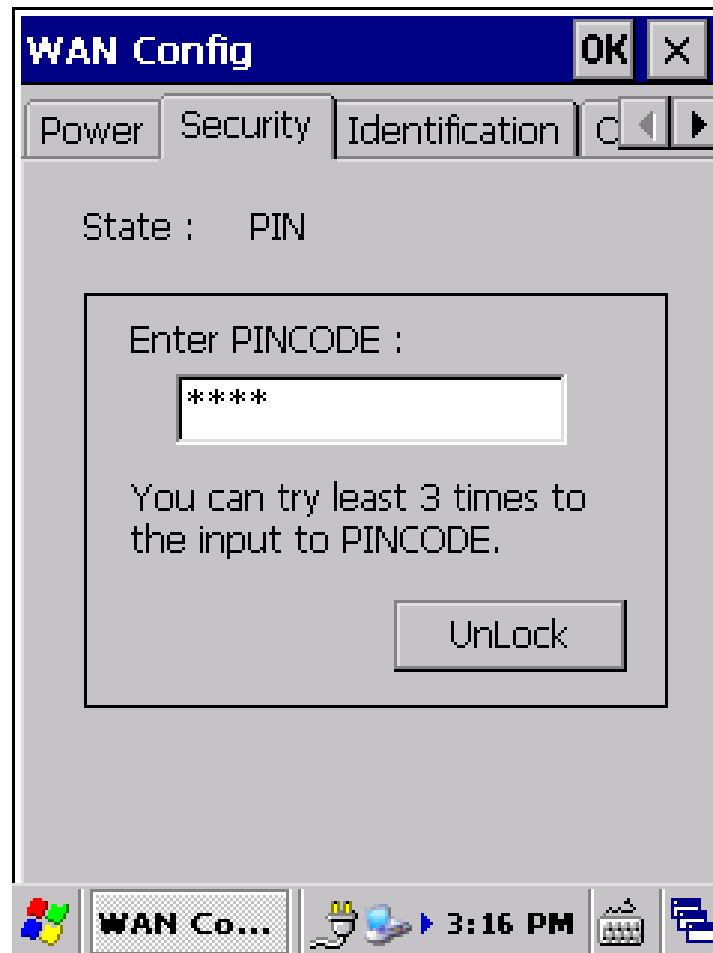 WAN Config OK
Power Security Identification
State : PIN
Enter PINCODE :
****
You can try least 3 times to
the input to PINCODE.
UnLock
WAN Co... 3:16 PM